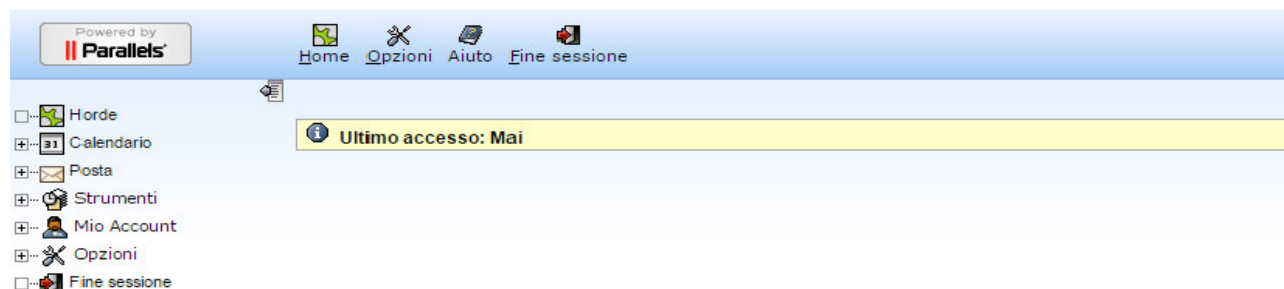 Powered by
Parallels
Home Opzioni Aiuto Fine sessione
Horde
31 Calendario
Posta
Strumenti
Mio Account
Opzioni
Fine sessione
Ultimo accesso: Mai